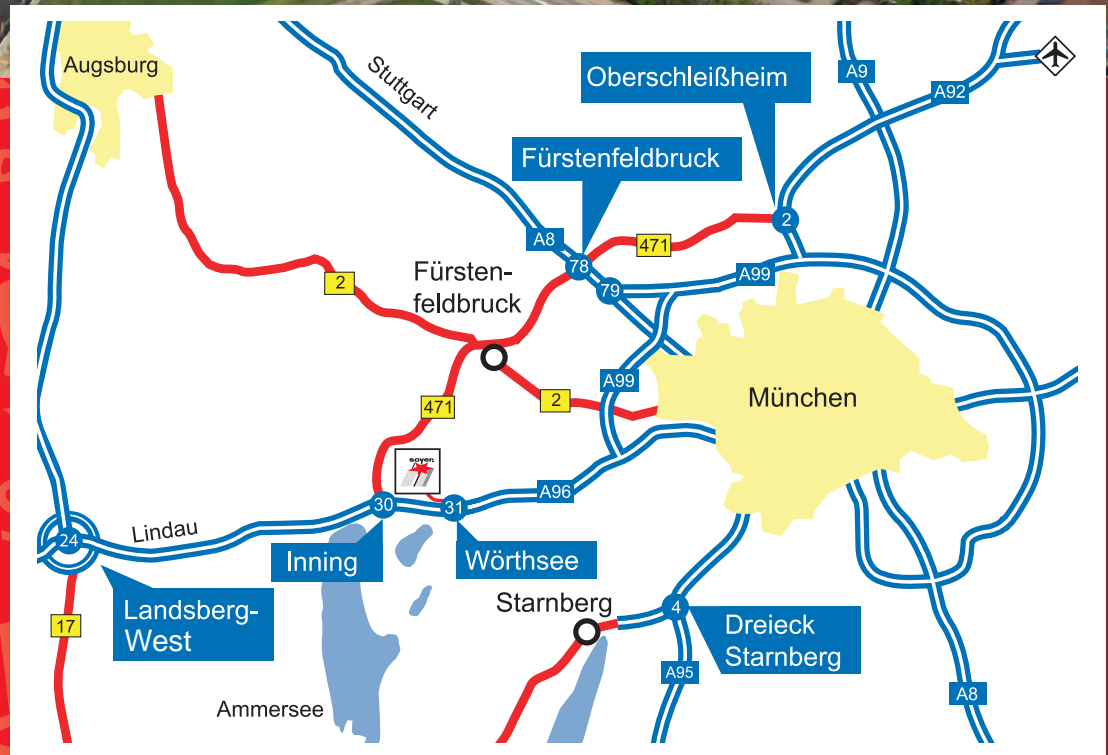 Augsburg
Stuttgart
Oberschleißheim
A9
A92
Fürstenfeldbruck
2
A8
471
78
A99
79
Fürsten-
feldbruck
2
A99
München
2
471
soyer
A96
30
31
Lindau
24
Inning
Wörthsee
Landsberg-
West
17
Starnberg
4
Dreieck
Starnberg
A95
A8
Ammersee